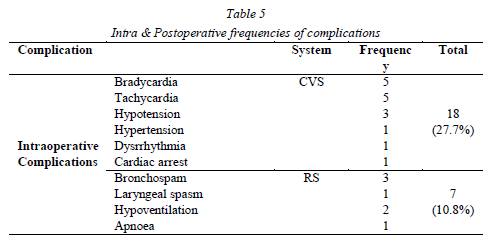 Table 5
Intra & Postoperative frequencies of complications
Complication System Frequenc Total
y
Bradycardia CVS 5
Tachycardia 5
Hypotension 3 18
Hypertension 1 (27.7%)
Intraoperative Dysrrhythmia 1
Complications Cardiac arrest 1
Bronchospam RS 3
Laryngeal spasm 1 7
Hypoventilation 2 (10.8%)
Apnoea 1